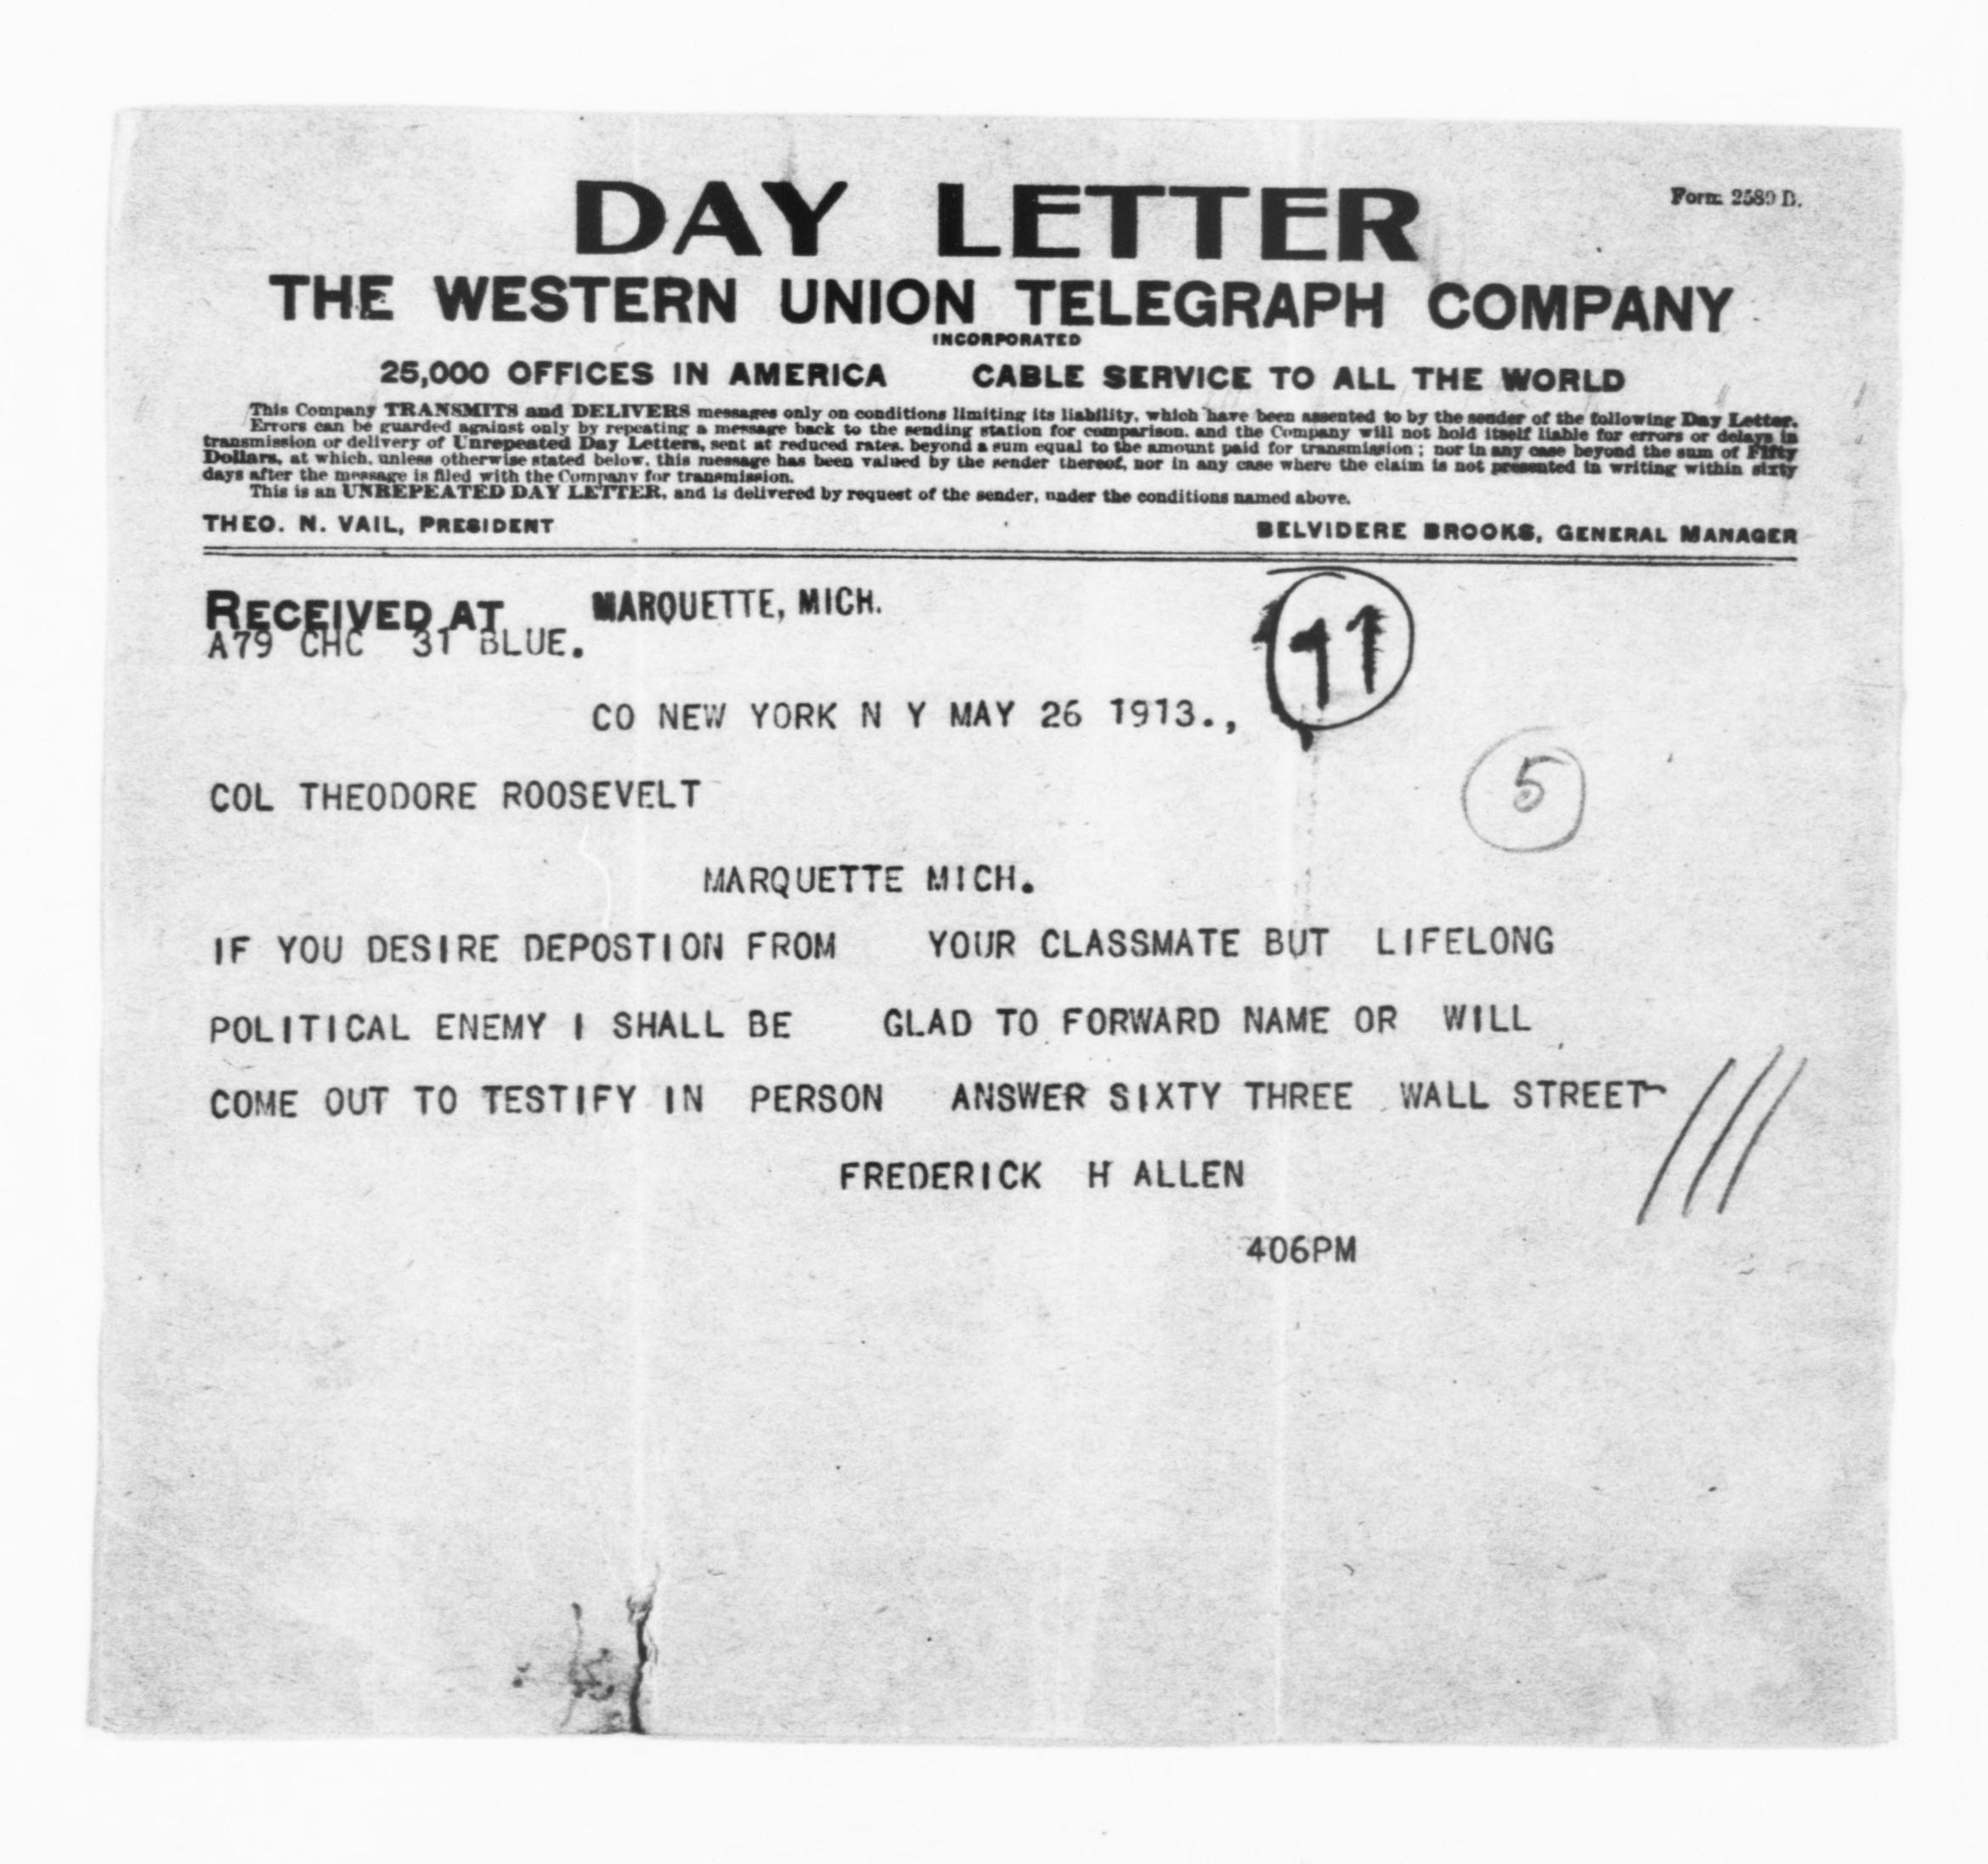 DAY LETTER
Form 2589 D.
THE WESTERN UNION TELEGRAPH COMPANY
INCORPORATED
25,000 OFFICES IN AMERICA CABLE SERVICE TO ALL THE WORLD
This Company TRANSMITS and DELIVERS messages only on conditions limiting its liability, which have been assented to by the sender of the following Day Letter.
Errors can be guarded against only by repeating a message back to the sending station for comparison, and the Company will not hold itself liable for errors or delays in
transmission or delivery of Unrepeated Day Letters, sent at reduced rates, beyond a sum equal to the amount paid for transmission; nor in any case beyond the sum of Fifty
Dollars, at which, unless otherwise stated below, this message has been valued by the sender thereof, nor in any case where the claim is not presented in writing within sixty
days after the message is filed with the Company for transmission.
This is an UNREPEATED DAY LETTER, and is delivered by request of the sender, under the conditions named above.
THEO. N. VAIL, PRESIDENT BELVIDERE BROOKS, GENERAL MANAGER
RECEIVED AT MARQUETTE, MICH.
A79 CHC 31 BLUE.
11
CO NEW YORK N Y MAY 26 1913.,
5
COL THEODORE ROOSEVELT
MARQUETTE MICH.
IF YOU DESIRE DEPOSTION FROM YOUR CLASSMATE BUT LIFELONG
POLITICAL ENEMY I SHALL BE GLAD TO FORWARD NAME OR WILL
COME OUT TO TESTIFY IN PERSON ANSWER SIXTY THREE WALL STREET
FREDERICK H ALLEN
406PM